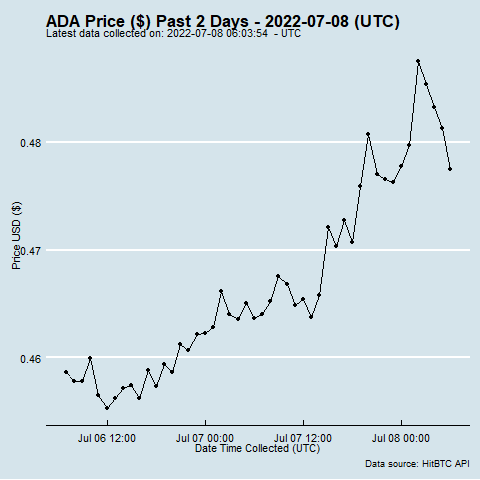 ADA Price ($) Past 2 Days - 2022-07-08 (UTC)
Latest data collected on: 2022-07-08 06:03:54  - UTC
0.48
0.47
0.46
Price USD ($)
Jul 06 12:00
Jul 07 00:00
Jul 07 12:00
Jul 08 00:00
Date Time Collected (UTC)
Data source: HitBTC API